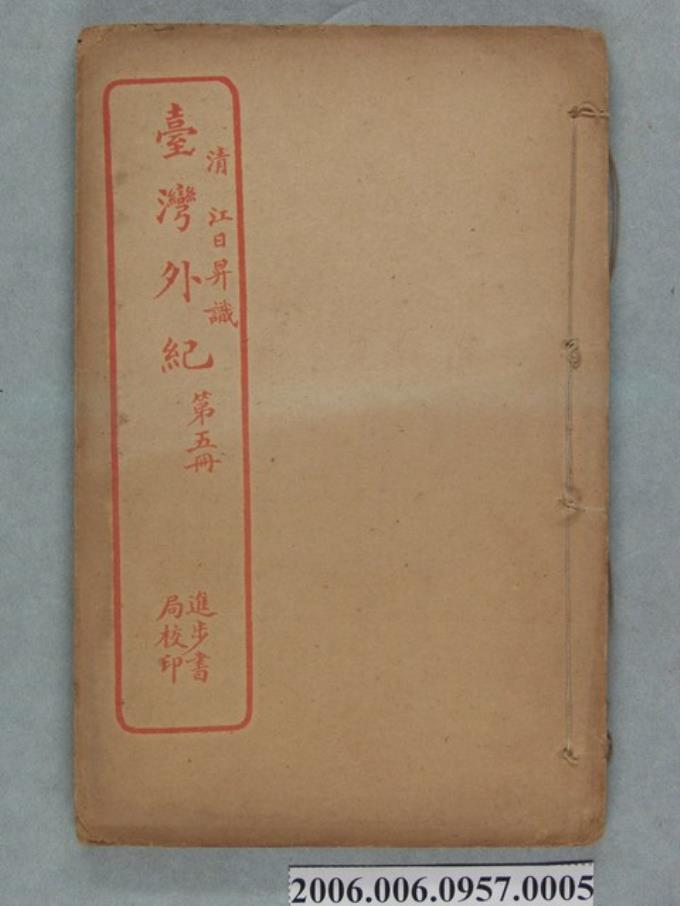 清 江日昇識
臺灣外紀 第五冊
進步書
局校印
2006.006.0957.0005